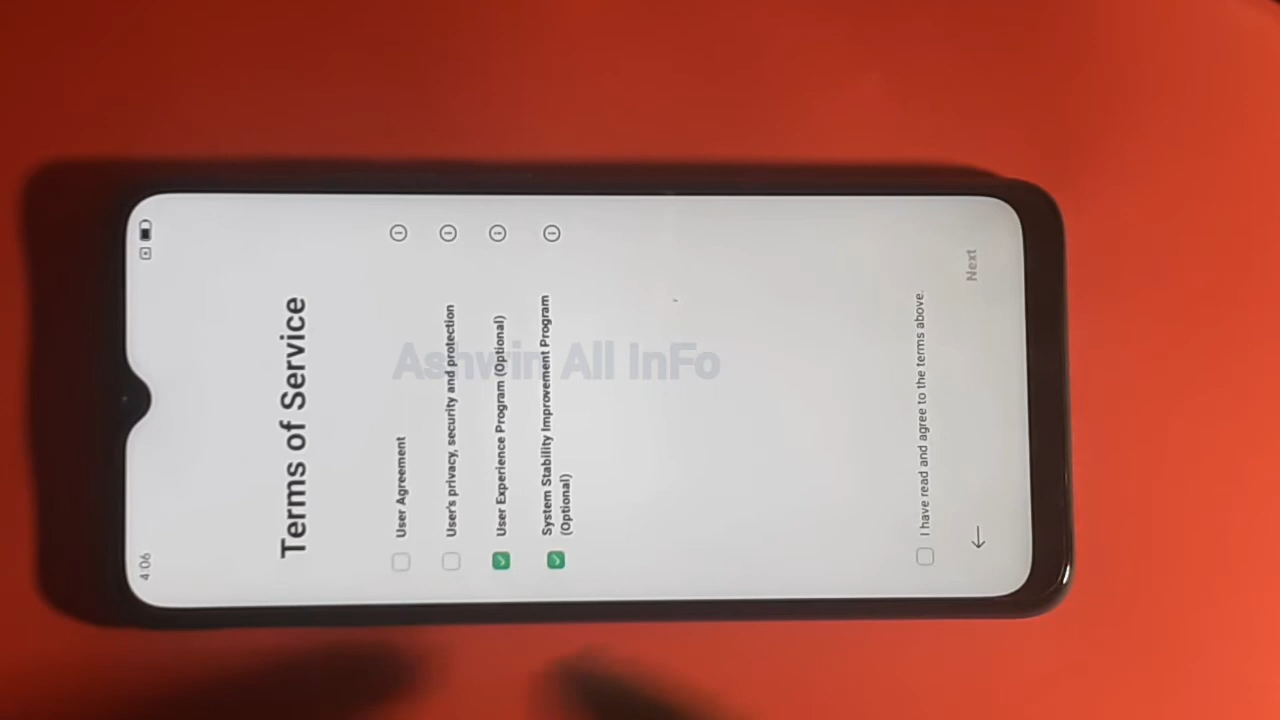 4:06
Terms of Service
User Agreement
User's privacy, security and protection
User Experience Program (Optional)
System Stability Improvement Program
(Optional)
Ashwin All InFo
I have read and agree to the terms above.
Next